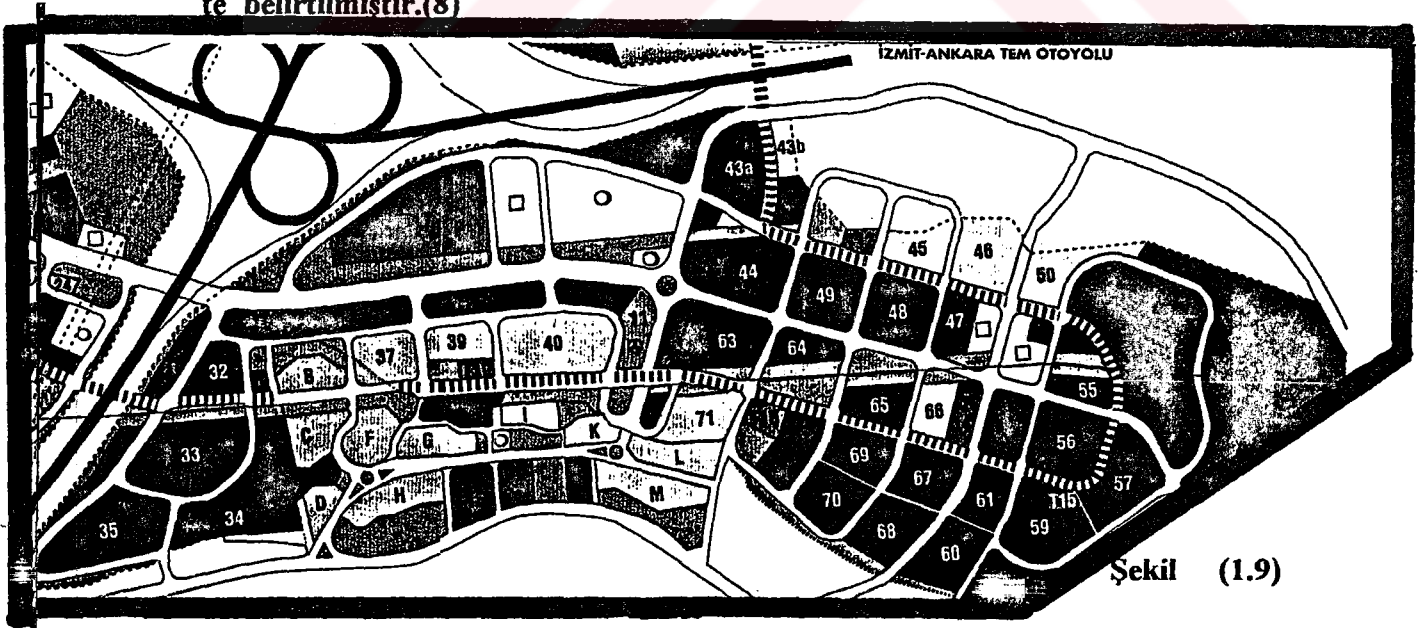 te belirtilmiştir.(8)
İZMİT-ANKARA TEM OTOYOLU
43a 43b
45 46 50
247
44 49 48 47
32 B 37 39 40 63 64
55
C F G I K 71 65 66
33 56
D H L M 69 67 57
70 61 T15
35 34 68 60 59
Şekil (1.9)